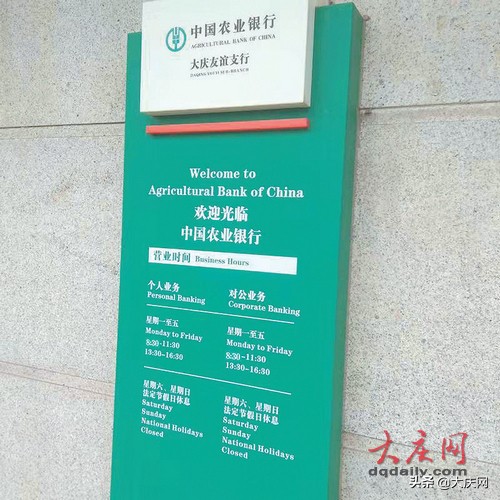 中国农业银行
AGRICULTURAL BANK OF CHINA
大庆友谊支行
Welcome to
Agricultural Bank of China
欢迎光临
中国农业银行
营业时间 Business Hours
个人业务
Personal Banking
星期一至五
Monday to Friday
8:30-11:30
13:30-16:30
星期六、星期日
法定节假日休息
Saturday
Sunday
National Holidays
Closed
对公业务
Corporate Banking
星期一至五
Monday to Friday
8:30-11:30
13:30-16:30
星期六、星期日
法定节假日休息
Saturday
Sunday
National Holidays
Closed
大庆网
dqdaily.com
头条 @大庆网